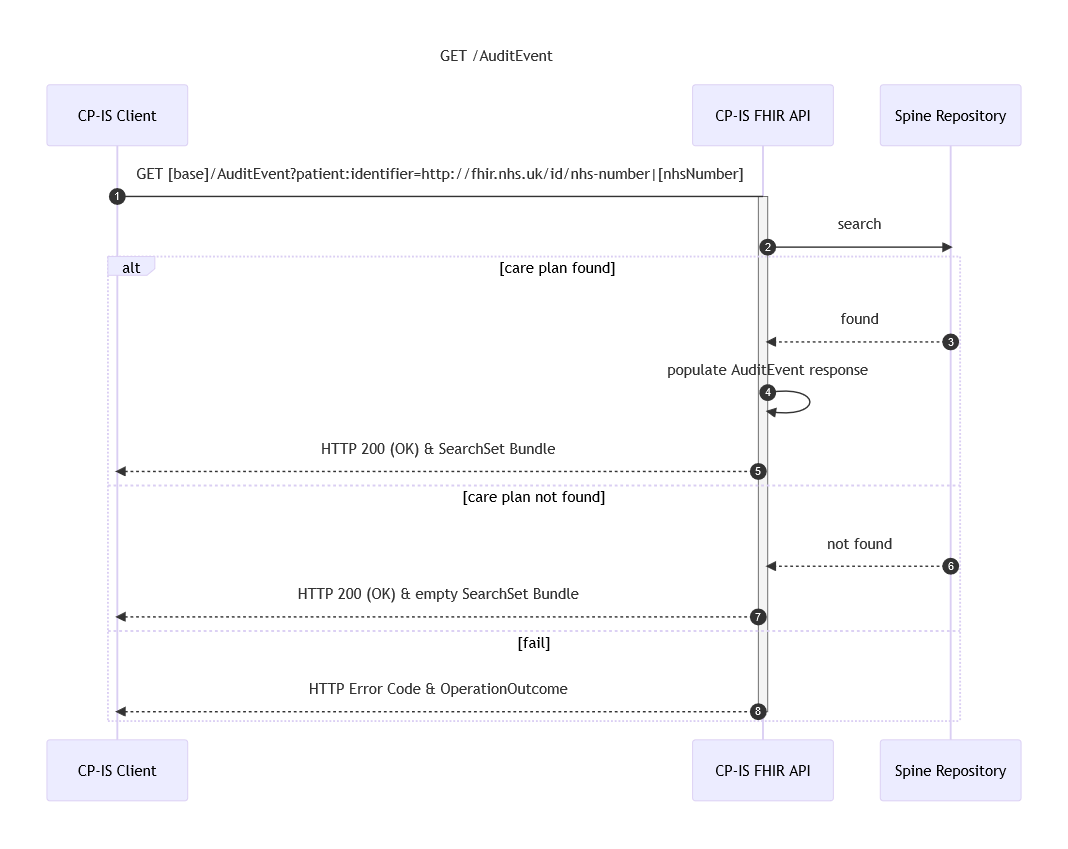 GET /AuditEvent
CP-IS Client
CP-IS FHIR API
Spine Repository
GET [base]/AuditEvent?patient:identifier=http://fhir.nhs.uk/id/nhs-number|[nhsNumber]
1
search
2
alt
[care plan found]
found
3
populate AuditEvent response
4
HTTP 200 (OK) & SearchSet Bundle
5
[care plan not found]
not found
6
HTTP 200 (OK) & empty SearchSet Bundle
7
[fail]
HTTP Error Code & OperationOutcome
8
CP-IS Client
CP-IS FHIR API
Spine Repository